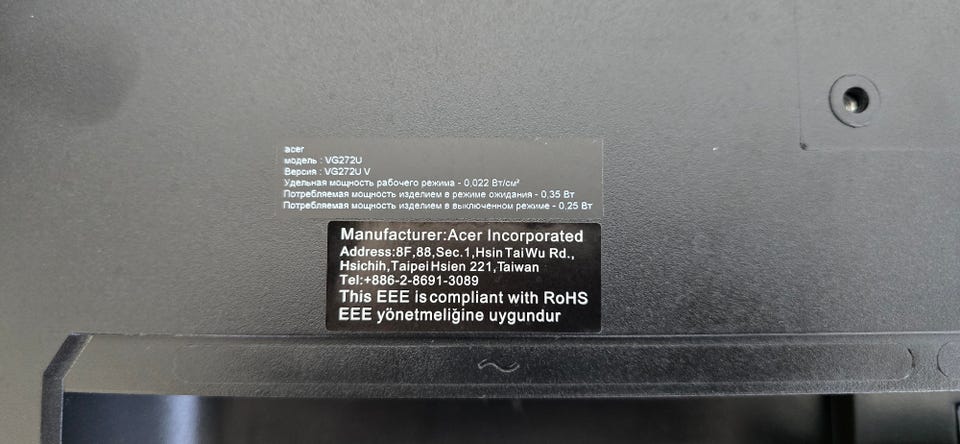 acer
модель : VG272U
Версия : VG272U V
Удельная мощность рабочего режима - 0,022 Вт/см²
Потребляемая мощность изделием в режиме ожидания - 0,35 Вт
Потребляемая мощность изделием в выключенном режиме - 0,25 Вт
Manufacturer:Acer Incorporated
Address:8F,88,Sec.1,Hsin Tai Wu Rd.,
Hsichih,Taipei Hsien 221,Taiwan
Tel:+886-2-8691-3089
This EEE is compliant with RoHS
EEE yönetmeliğine uygundur